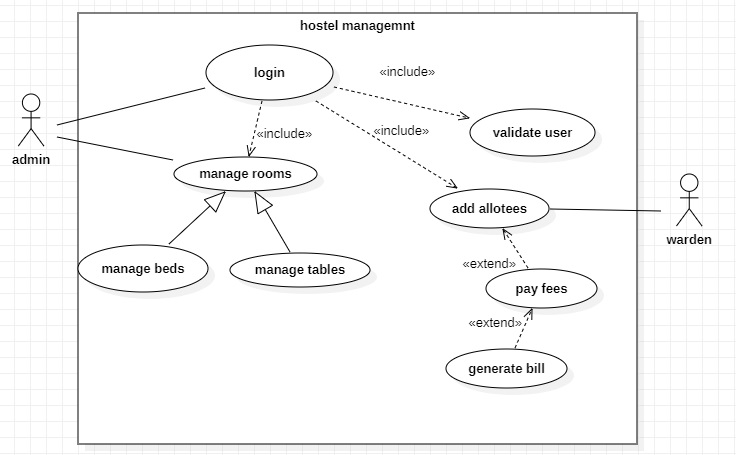 hostel managemnt
login
«include»
admin
«include»
«include»
validate user
manage rooms
add allotees
warden
manage beds
manage tables
«extend»
pay fees
«extend»
generate bill